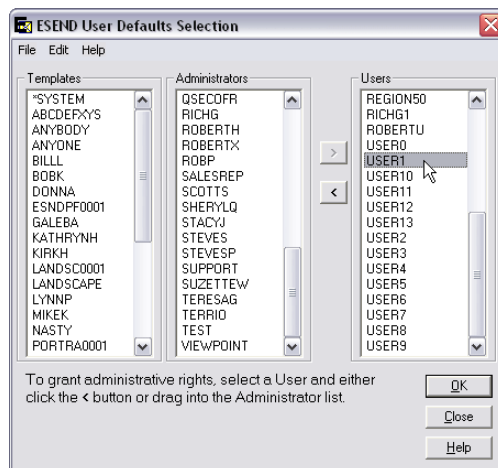 ESEND User Defaults Selection
File Edit Help
Templates
*SYSTEM
ABCDEFXYS
ANYBODY
ANYONE
BILLL
BOBK
DONNA
ESNDPF0001
GALEBA
KATHRYNH
KIRKH
LANDSC0001
LANDSCAPE
LYNNP
MIKEK
NASTY
PORTRA0001
Administrators
QSECOFR
RICHG
ROBERTH
ROBERTX
ROBP
SALESREP
SCOTTS
SHERYLQ
STACYJ
STEVES
STEVESP
SUPPORT
SUZETTEW
TERESAG
TERRIO
TEST
VIEWPOINT
>
<
Users
REGION50
RICHG1
ROBERTU
USER0
USER1
USER10
USER11
USER12
USER13
USER2
USER3
USER4
USER5
USER6
USER7
USER8
USER9
To grant administrative rights, select a User and either
click the < button or drag into the Administrator list.
OK
Close
Help